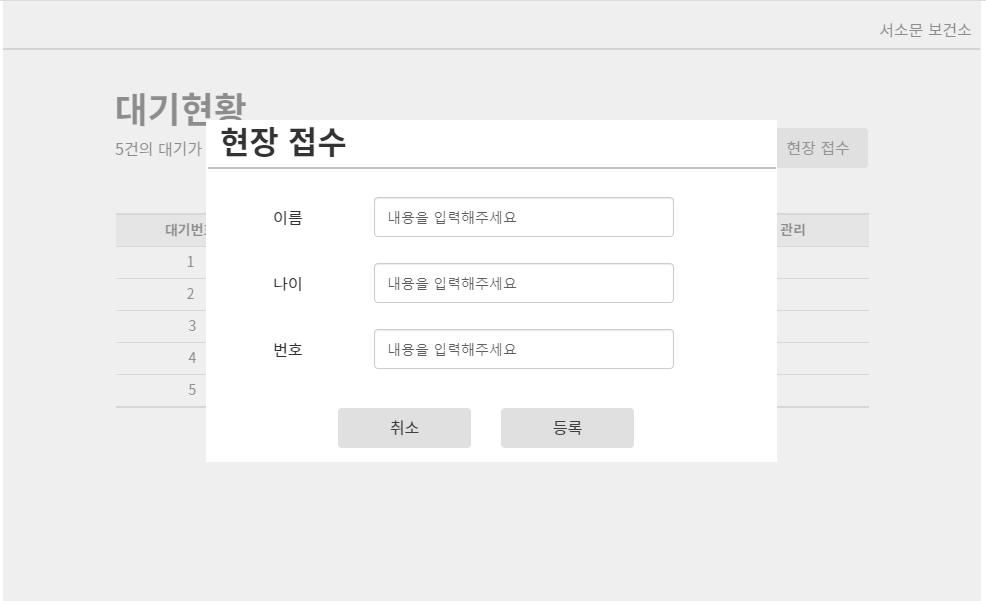 서소문 보건소
대기현황
5건의 대기가
현장 접수
현장 접수
이름
내용을 입력해주세요
나이
내용을 입력해주세요
번호
내용을 입력해주세요
취소
등록
대기번
관리
1
2
3
4
5